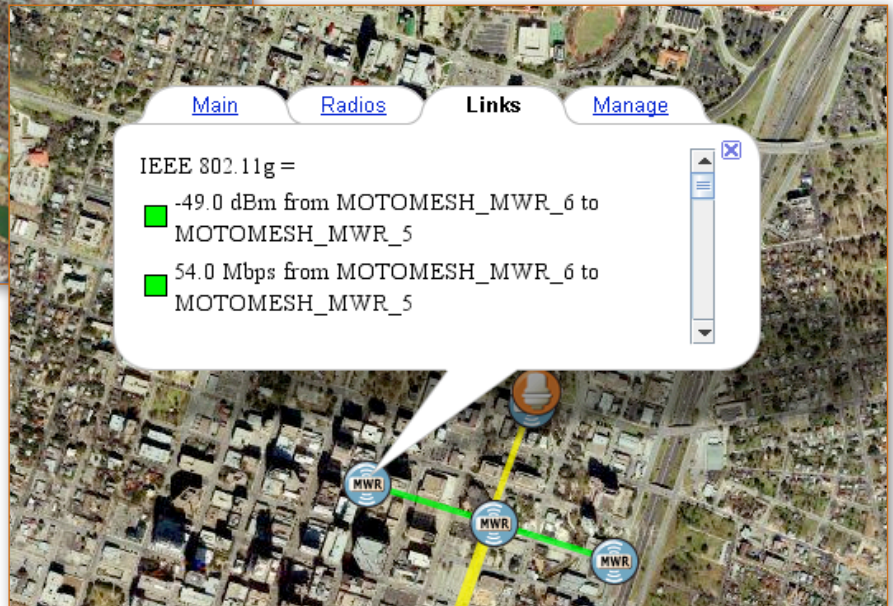 Main Radios Links Manage
IEEE 802.11g =
-49.0 dBm from MOTOMESH_MWR_6 to
MOTOMESH_MWR_5
54.0 Mbps from MOTOMESH_MWR_6 to
MOTOMESH_MWR_5
MWR
MWR
MWR